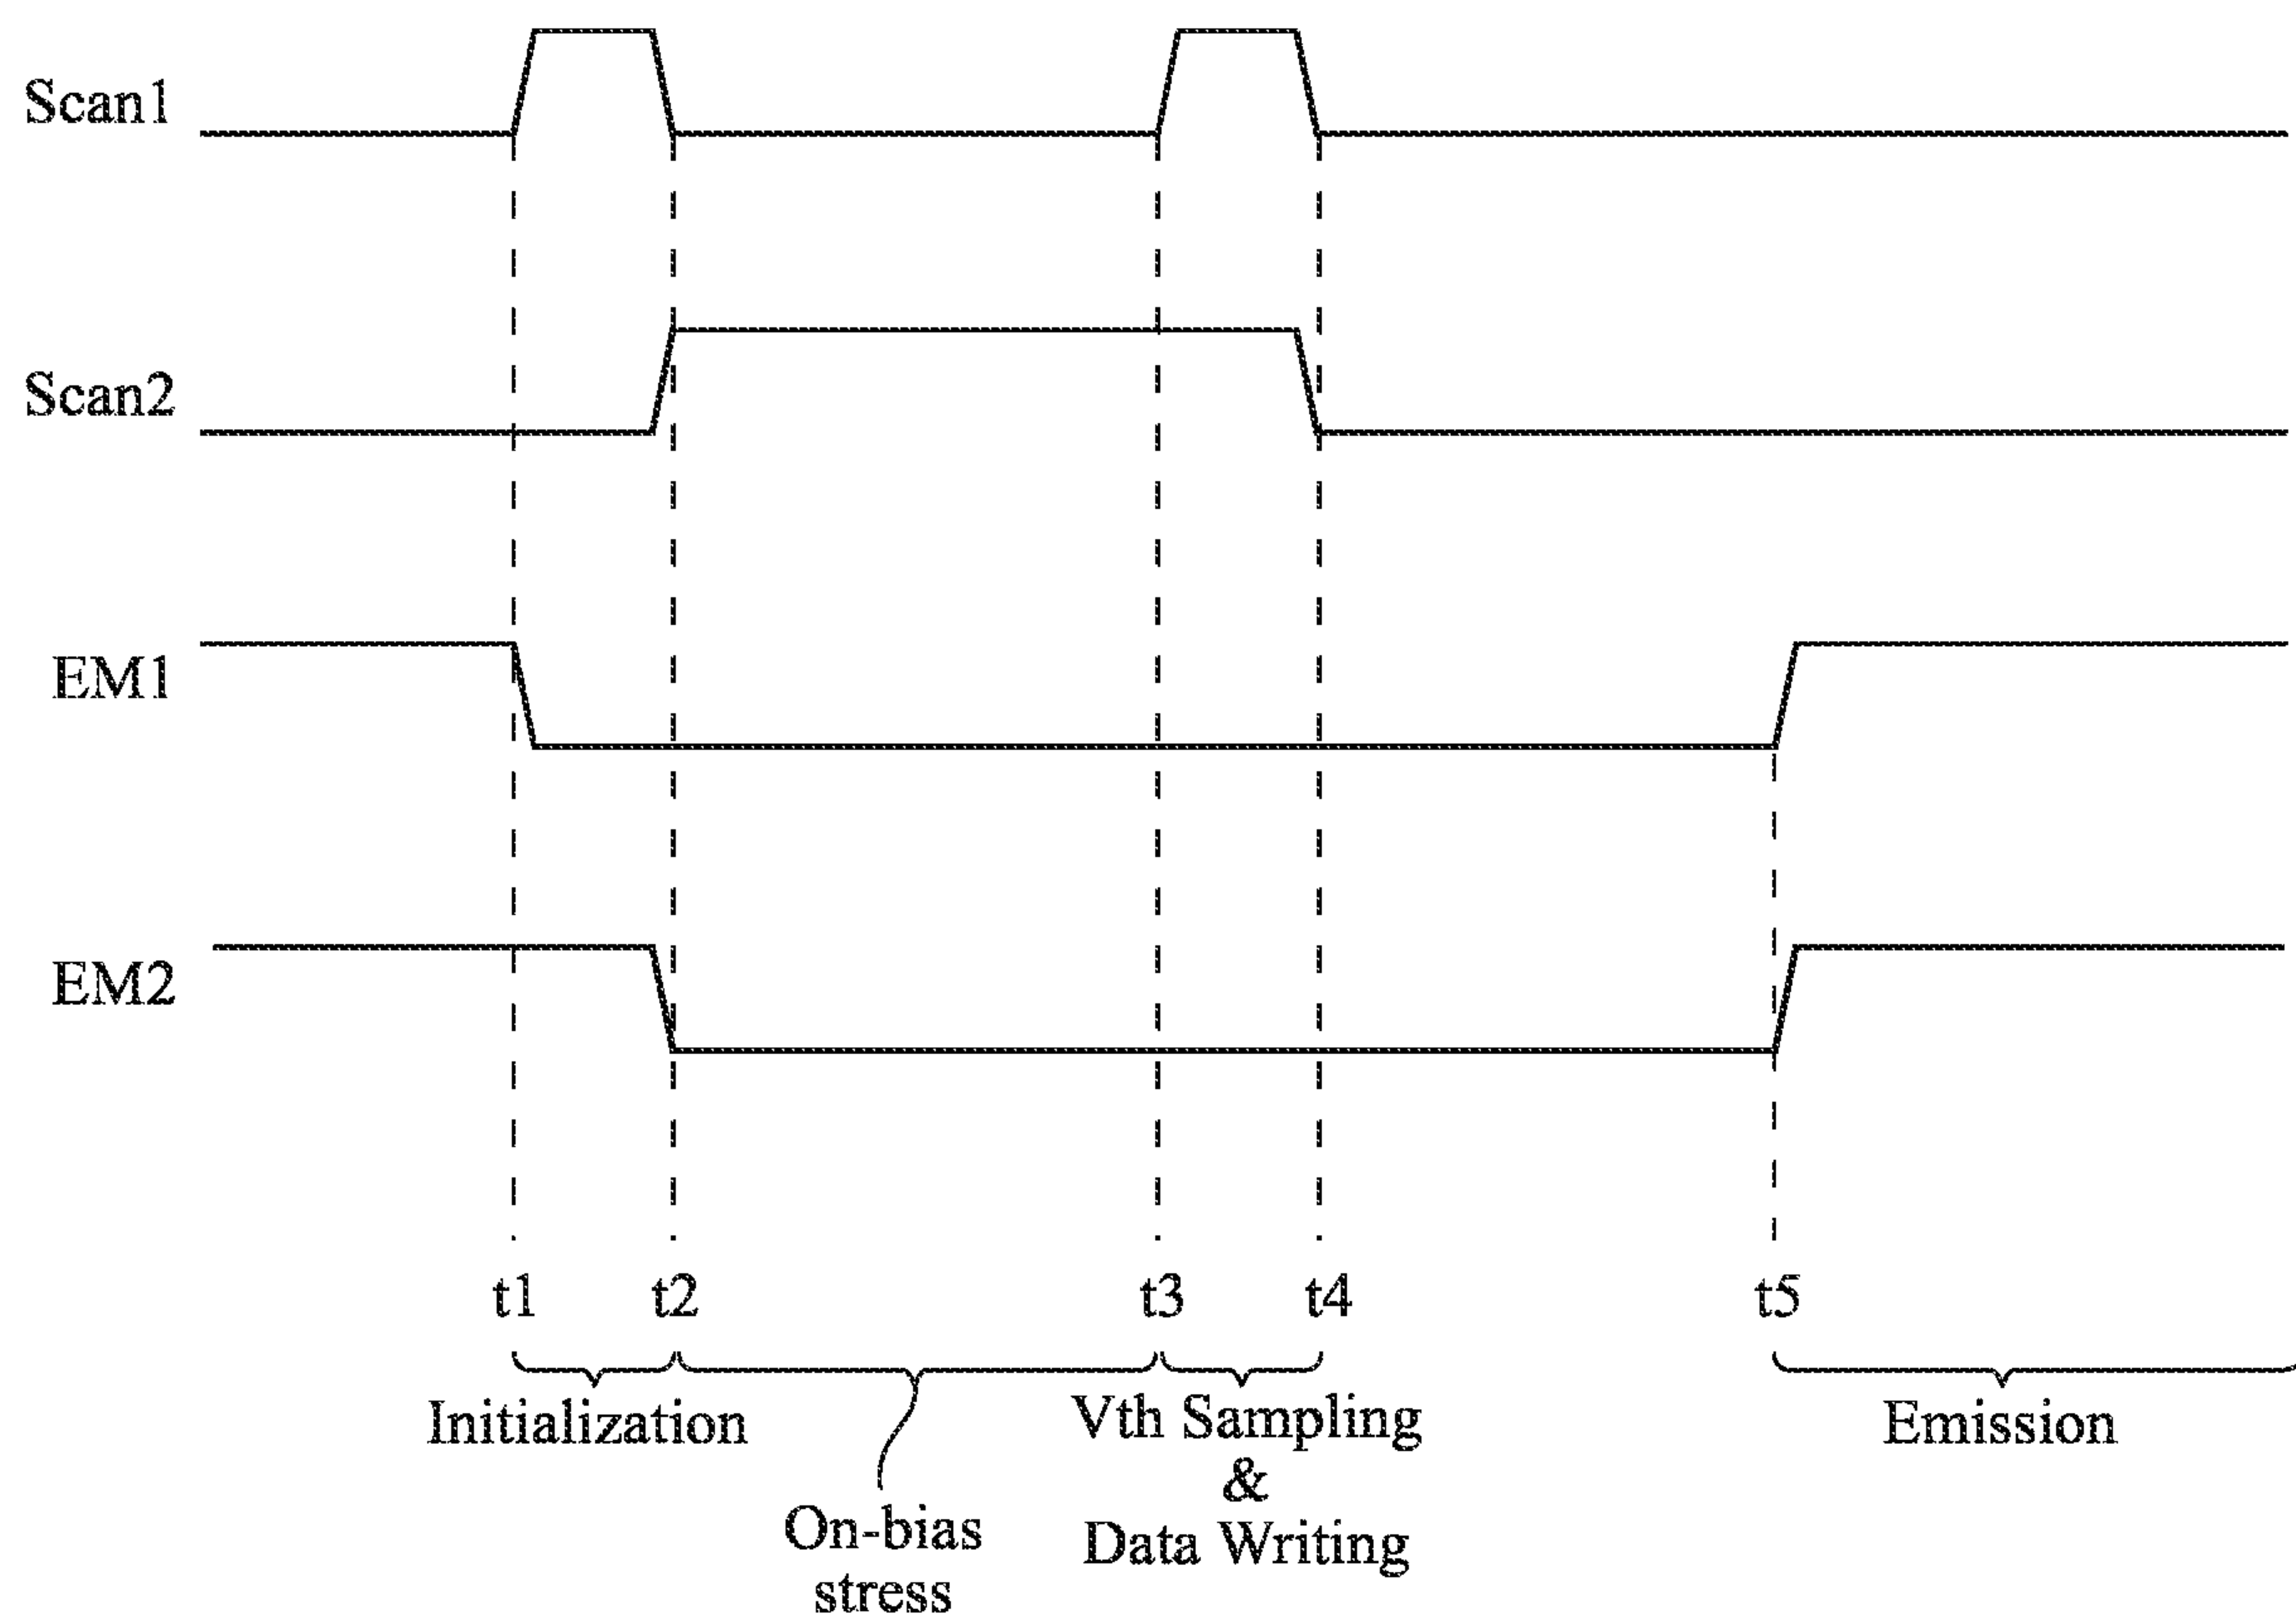 Scan1
Scan2
EM1
EM2
t1 t2 t3 t4 t5
Initialization
On-bias
stress
Vth Sampling
&
Data Writing
Emission